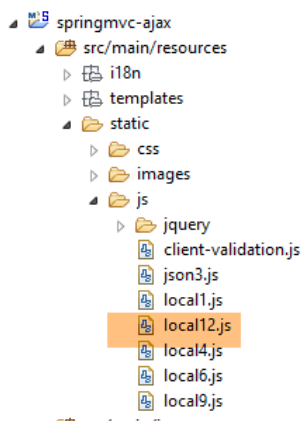 springmvc-ajax
src/main/resources
i18n
templates
static
css
images
js
jquery
client-validation.js
json3.js
local1.js
local12.js
local4.js
local6.js
local9.js